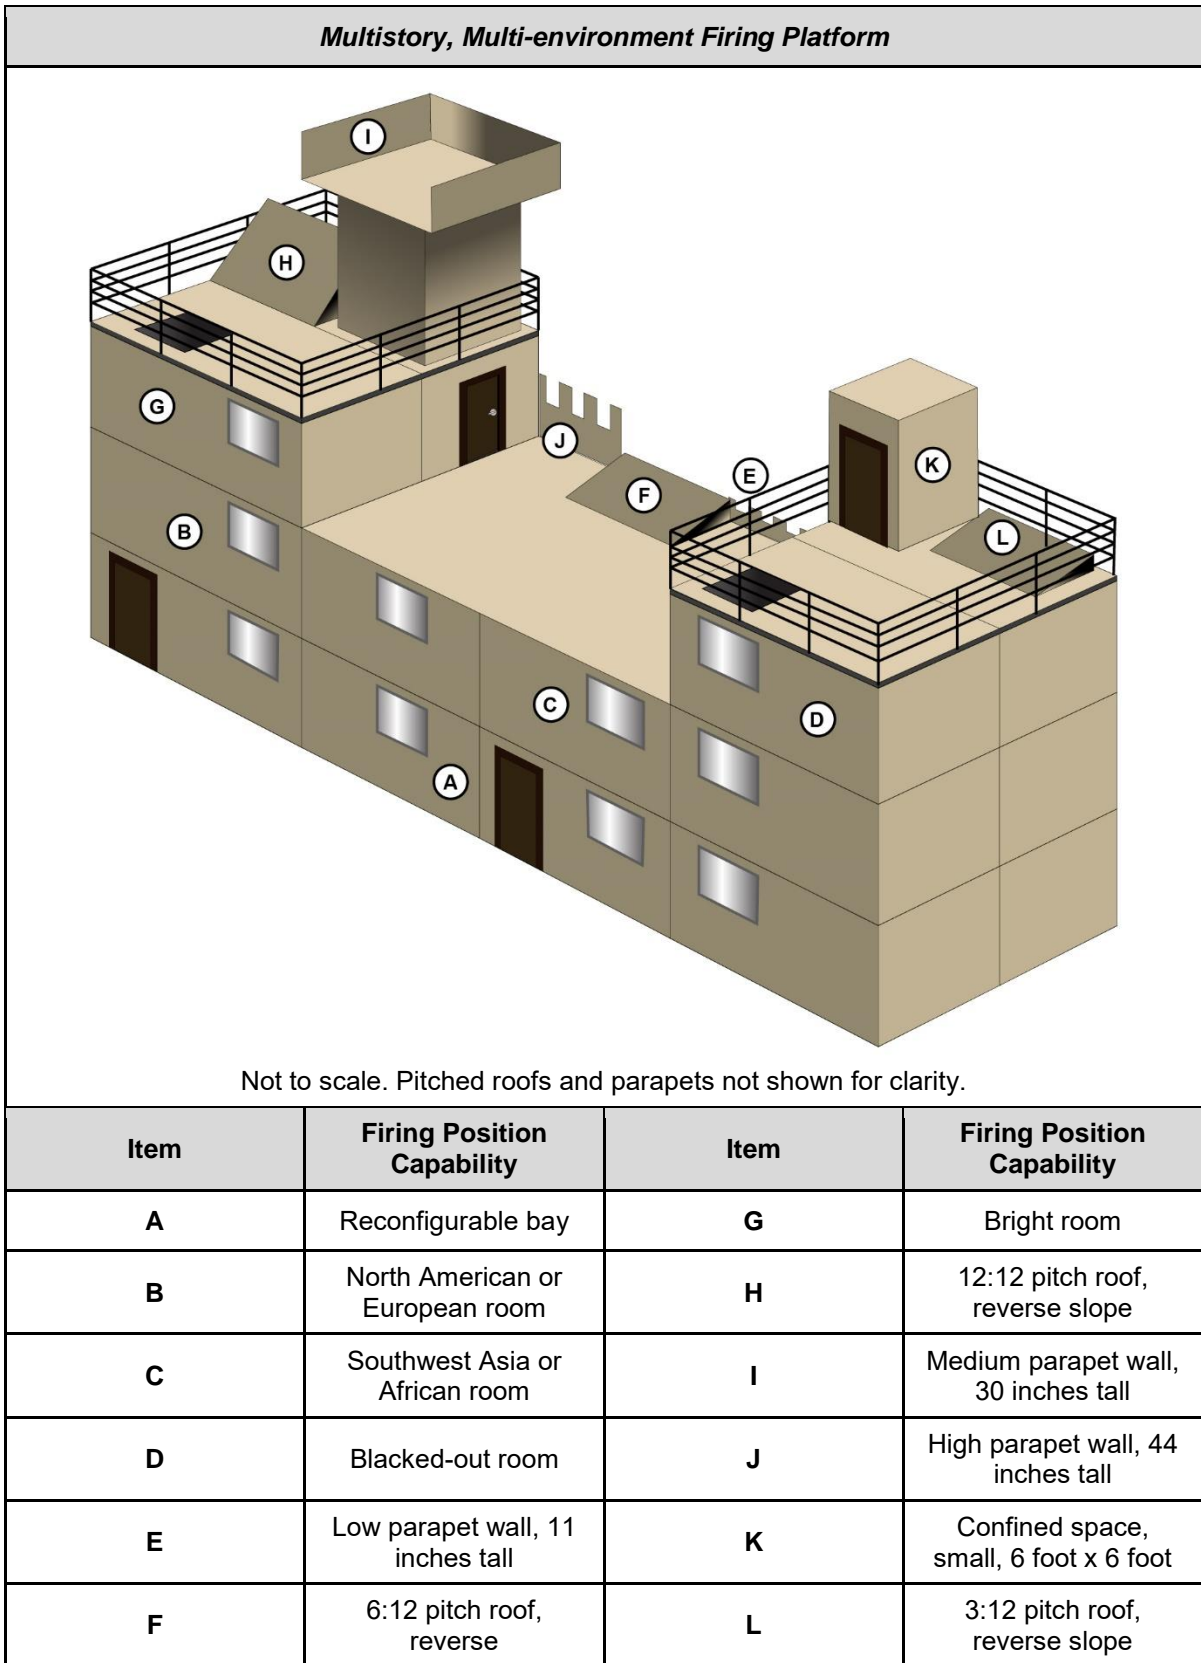 Multistory, Multi-environment Firing Platform
I
H
G
J
E
K
F
B
L
C
D
A
Not to scale. Pitched roofs and parapets not shown for clarity.
Item
Firing Position
Capability
Item
Firing Position
Capability
A
Reconfigurable bay
G
Bright room
B
North American or
European room
H
12:12 pitch roof,
reverse slope
C
Southwest Asia or
African room
I
Medium parapet wall,
30 inches tall
D
Blacked-out room
J
High parapet wall, 44
inches tall
E
Low parapet wall, 11
inches tall
K
Confined space,
small, 6 foot x 6 foot
F
6:12 pitch roof,
reverse
L
3:12 pitch roof,
reverse slope